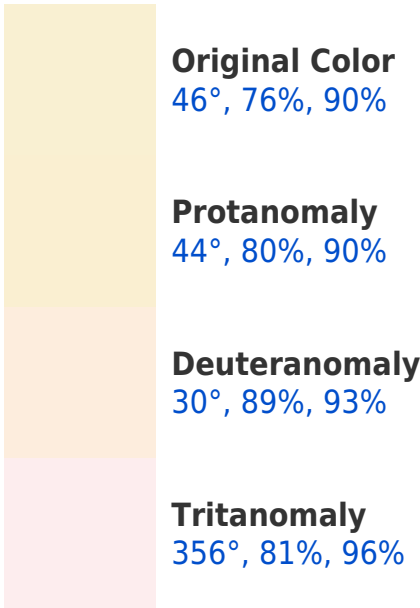 Original Color
46°, 76%, 90%
Protanomaly
44°, 80%, 90%
Deuteranomaly
30°, 89%, 93%
Tritanomaly
356°, 81%, 96%